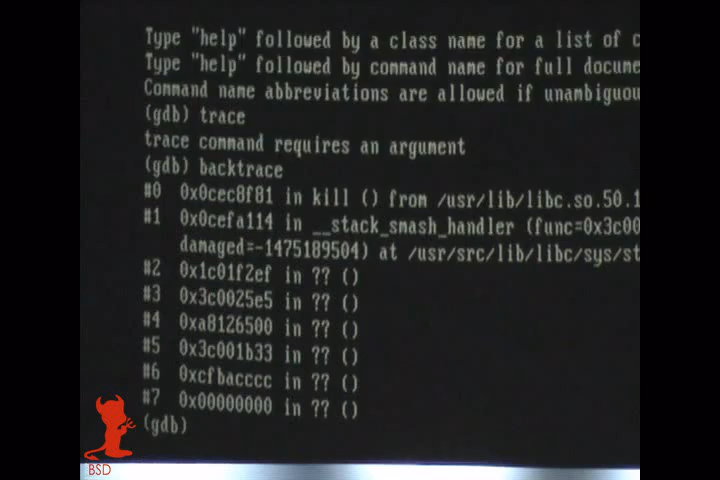 Type "help" followed by a class name for a list of c
Type "help" followed by command name for full docume
Command name abbreviations are allowed if unambiguou
(gdb) trace
trace command requires an argument
(gdb) backtrace
#0 0x0cec8f81 in kill () from /usr/lib/libc.so.50.1
#1 0x0cefa114 in __stack_smash_handler (func=0x3c00
damaged=-1475189504) at /usr/src/lib/libc/sys/st
#2 0x1c01f2ef in ?? ()
#3 0x3c0025e5 in ?? ()
#4 0xa8126500 in ?? ()
#5 0x3c001b33 in ?? ()
#6 0xcfbacccc in ?? ()
#7 0x00000000 in ?? ()
(gdb)
BSD